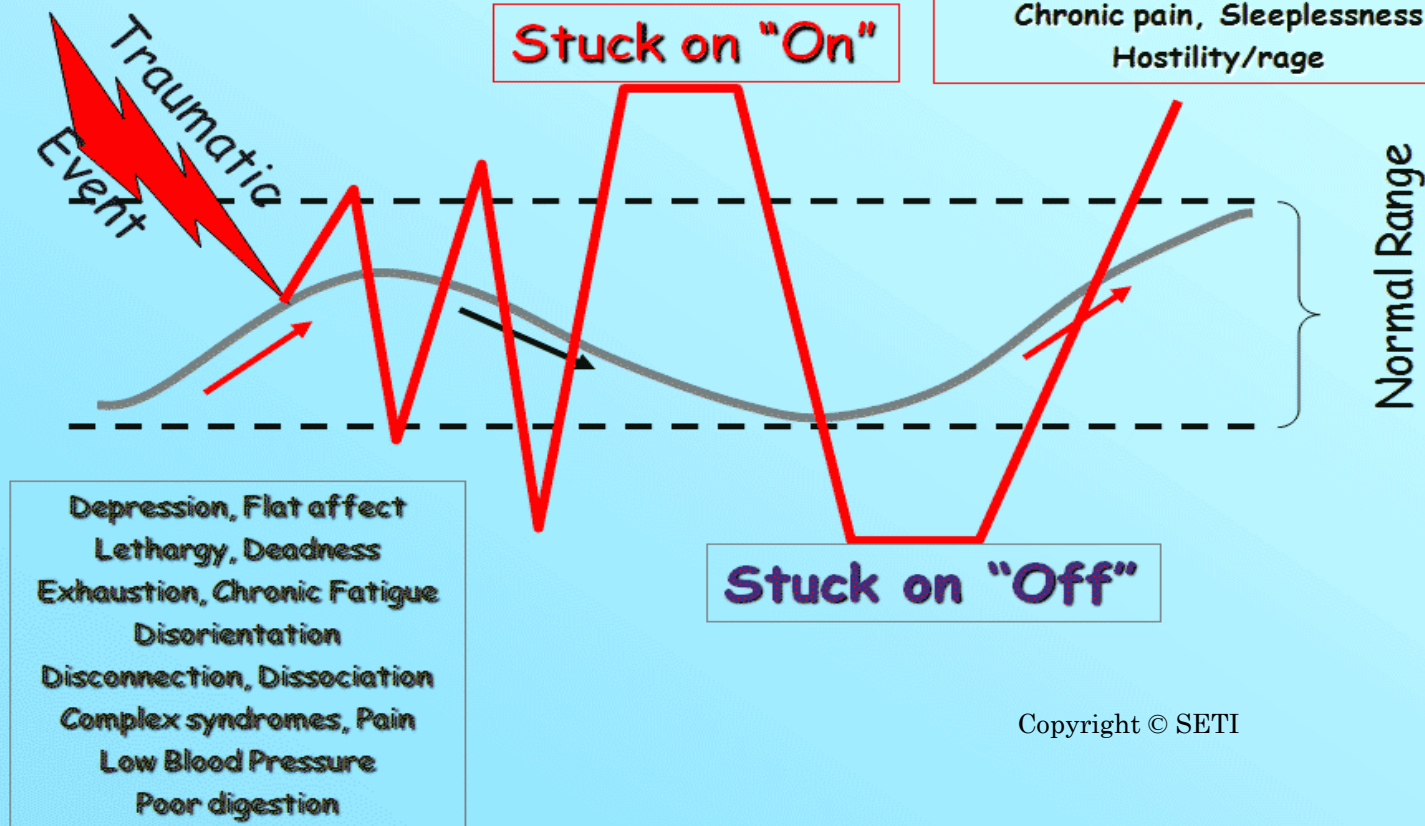 Traumatic
Event
Stuck on “On”
Chronic pain, Sleeplessness
Hostility/rage
Normal Range
Depression, Flat affect
Lethargy, Deadness
Exhaustion, Chronic Fatigue
Disorientation
Disconnection, Dissociation
Complex syndromes, Pain
Low Blood Pressure
Poor digestion
Stuck on “Off”
Copyright © SETI